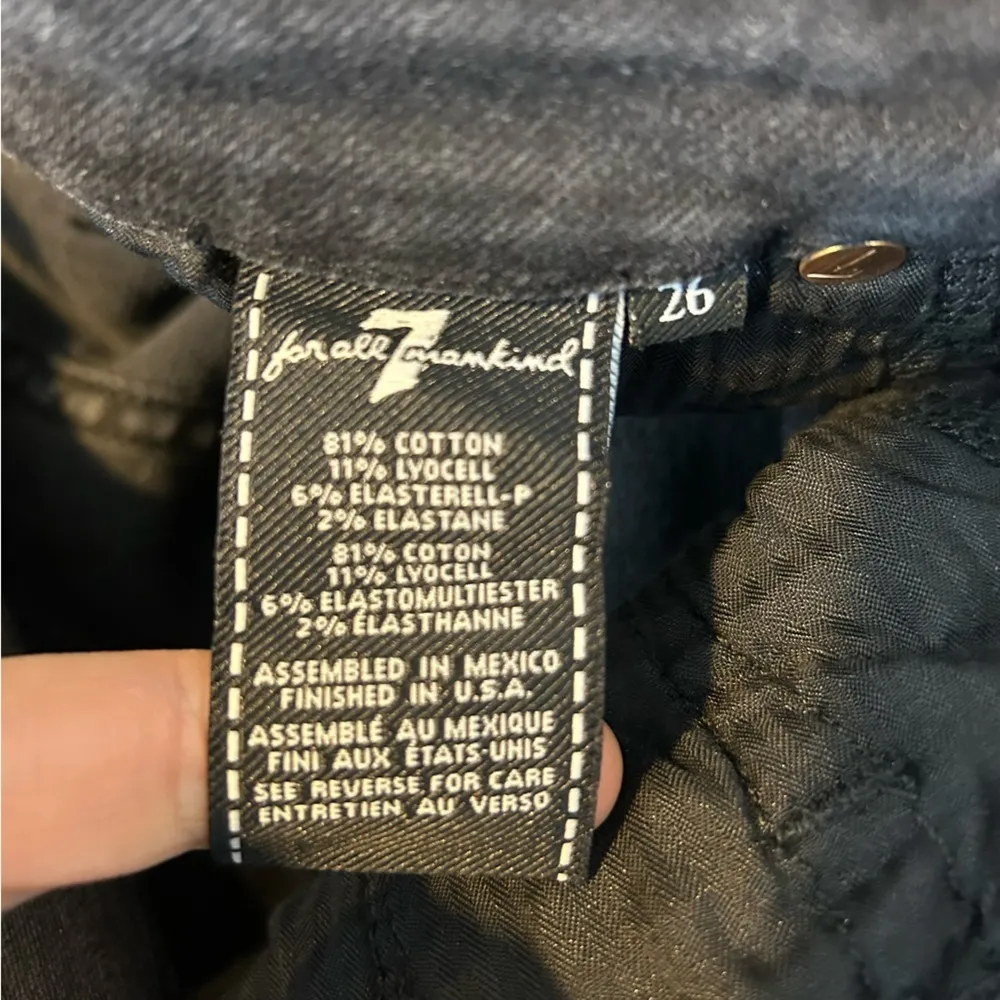 for all 7 mankind
26
81% COTTON
11% LYOCELL
6% ELASTERELL-P
2% ELASTANE
81% COTON
11% LYOCELL
6% ELASTOMULTIESTER
2% ÉLASTHANNE
ASSEMBLED IN MEXICO
FINISHED IN U.S.A.
ASSEMBLÉ AU MEXIQUE
FINI AUX ÉTATS-UNIS
SEE REVERSE FOR CARE
ENTRETIEN AU VERSO